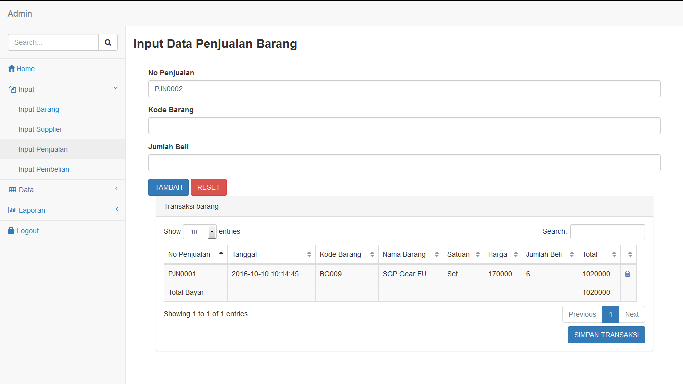 Admin
Search...
Home
Input
Input Barang
Input Supplier
Input Penjualan
Input Pembelian
Data
Laporan
Logout
Input Data Penjualan Barang
No Penjualan
PJN0002
Kode Barang
Jumlah Beli
TAMBAH RESET
Transaksi barang
Show 10 entries Search:
No Penjualan Tanggal Kode Barang Nama Barang Satuan Harga Jumlah Beli Total
PJN0001 2016-10-10 10:14:45 BG009 SGP Gear FU Set 170000 6 1020000
Total Bayar 1020000
Showing 1 to 1 of 1 entries
Previous 1 Next
SIMPAN TRANSAKSI